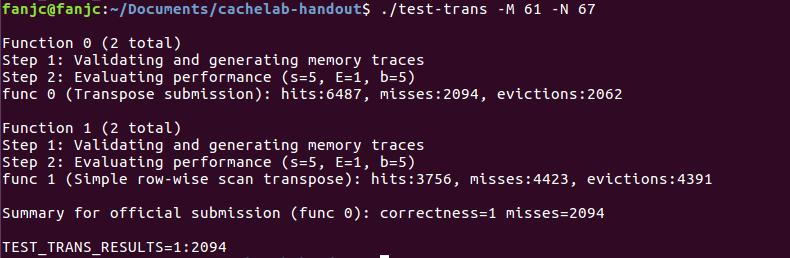 fanjc@fanjc:~/Documents/cachelab-handout$ ./test-trans -M 61 -N 67
Function 0 (2 total)
Step 1: Validating and generating memory traces
Step 2: Evaluating performance (s=5, E=1, b=5)
func 0 (Transpose submission): hits:6487, misses:2094, evictions:2062
Function 1 (2 total)
Step 1: Validating and generating memory traces
Step 2: Evaluating performance (s=5, E=1, b=5)
func 1 (Simple row-wise scan transpose): hits:3756, misses:4423, evictions:4391
Summary for official submission (func 0): correctness=1 misses=2094
TEST_TRANS_RESULTS=1:2094